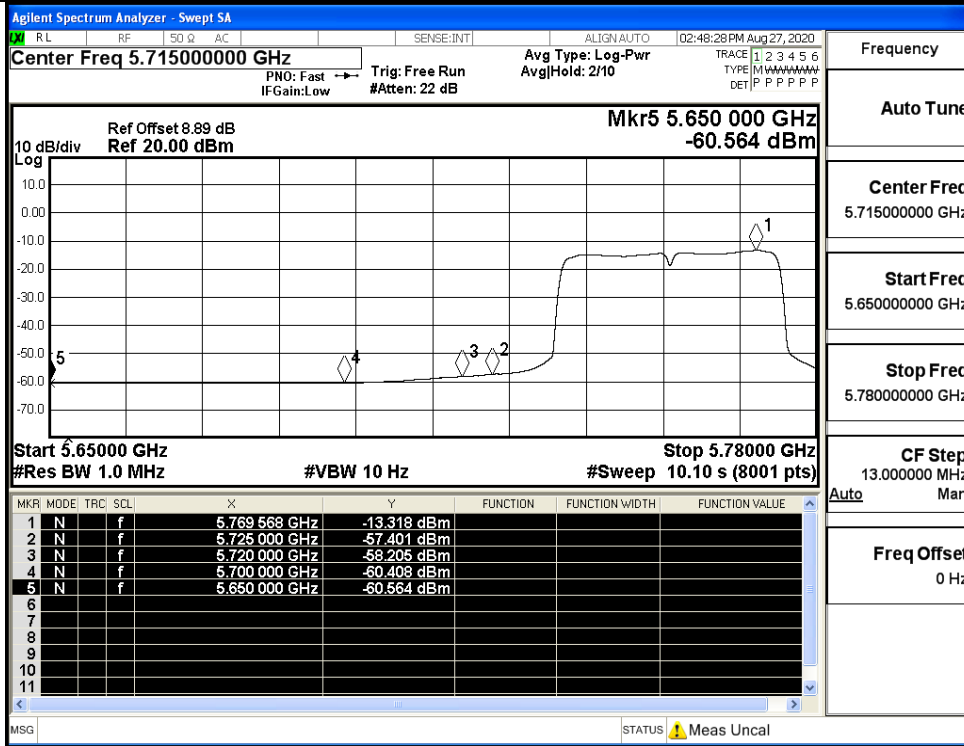 Agilent Spectrum Analyzer - Swept SA
LXI RL RF 50 Ω AC SENSE:INT ALIGN AUTO 02:48:28 PM Aug 27, 2020
Center Freq 5.715000000 GHz
PNO: Fast
IFGain:Low
Trig: Free Run
#Atten: 22 dB
Avg Type: Log-Pwr
Avg|Hold: 2/10
TRACE 1 2 3 4 5 6
TYPE M WWWWW
DET P P P P P P
Mkr5 5.650 000 GHz
-60.564 dBm
Ref Offset 8.89 dB
10 dB/div Ref 20.00 dBm
Log
10.0
0.00
-10.0
-20.0
-30.0
-40.0
-50.0
-60.0
-70.0
1
5 4 3 2
Start 5.65000 GHz Stop 5.78000 GHz
#Res BW 1.0 MHz #VBW 10 Hz #Sweep 10.10 s (8001 pts)
MKR MODE TRC SCL X Y FUNCTION FUNCTION WIDTH FUNCTION VALUE
1 N f 5.769 568 GHz -13.318 dBm
2 N f 5.725 000 GHz -57.401 dBm
3 N f 5.720 000 GHz -58.205 dBm
4 N f 5.700 000 GHz -60.408 dBm
5 N f 5.650 000 GHz -60.564 dBm
6
7
8
9
10
11
MSG STATUS Meas Uncal
Frequency
Auto Tune
Center Freq
5.715000000 GHz
Start Freq
5.650000000 GHz
Stop Freq
5.780000000 GHz
CF Step
13.000000 MHz
Auto Man
Freq Offset
0 Hz